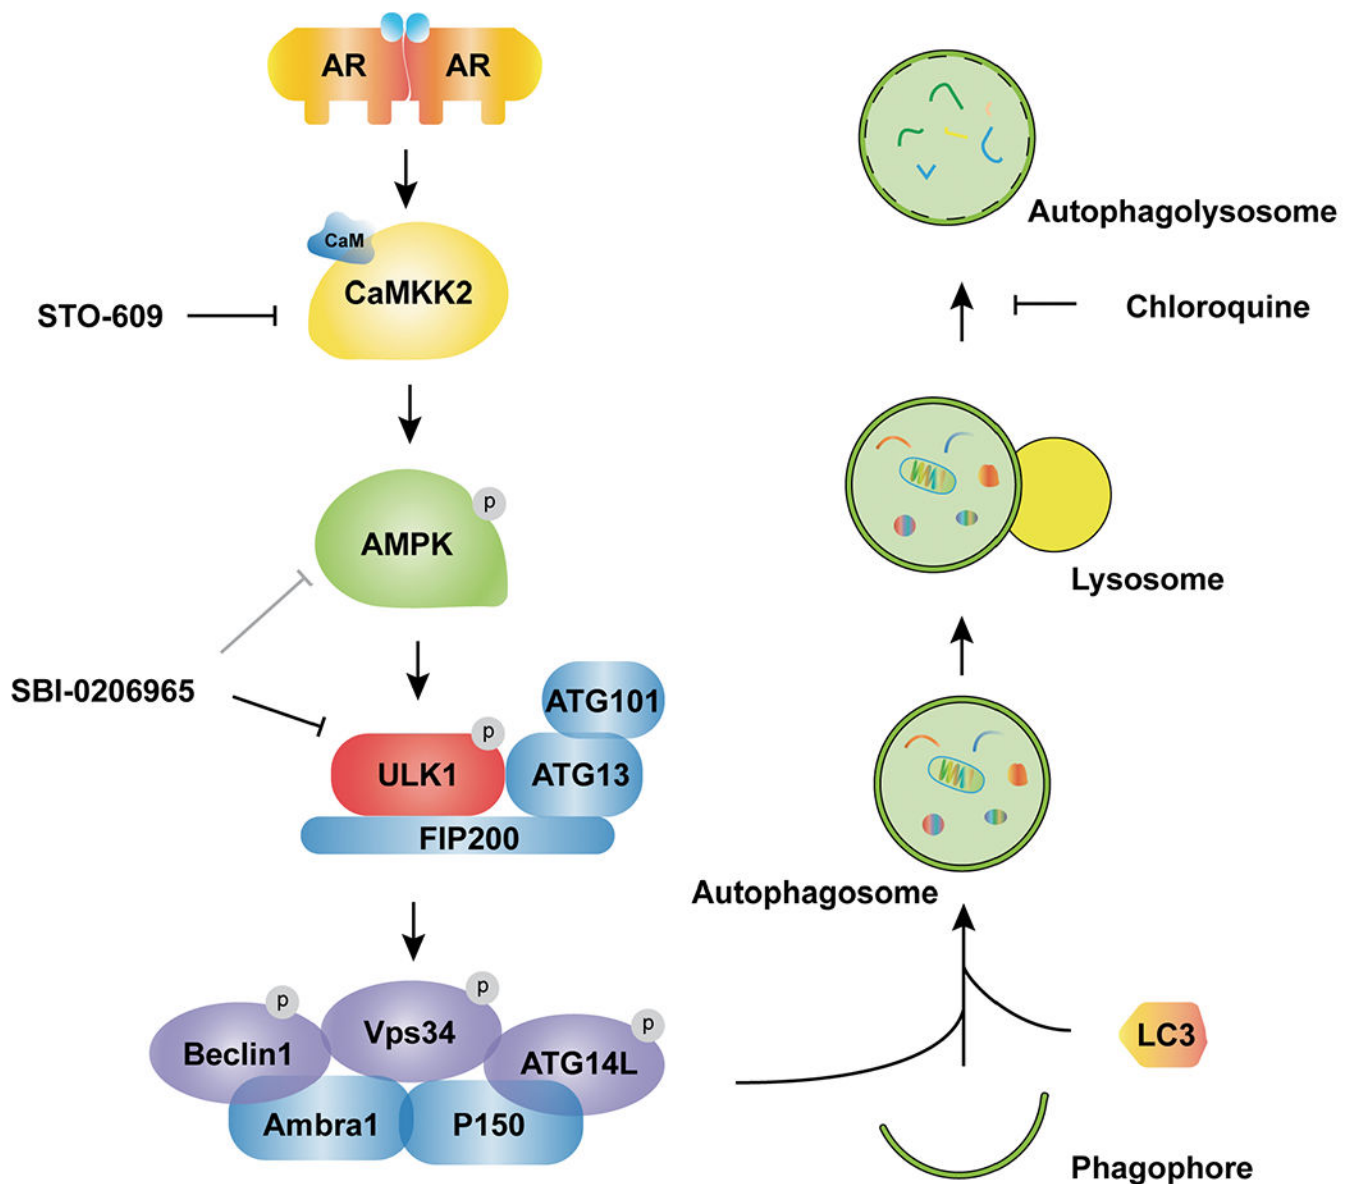 AR AR
CaM
CaMKK2
STO-609
p
AMPK
SBI-0206965
ATG101
p
ULK1
ATG13
FIP200
p
p
p
Beclin1
Vps34
ATG14L
Ambra1
P150
Autophagolysosome
Chloroquine
Lysosome
Autophagosome
LC3
Phagophore